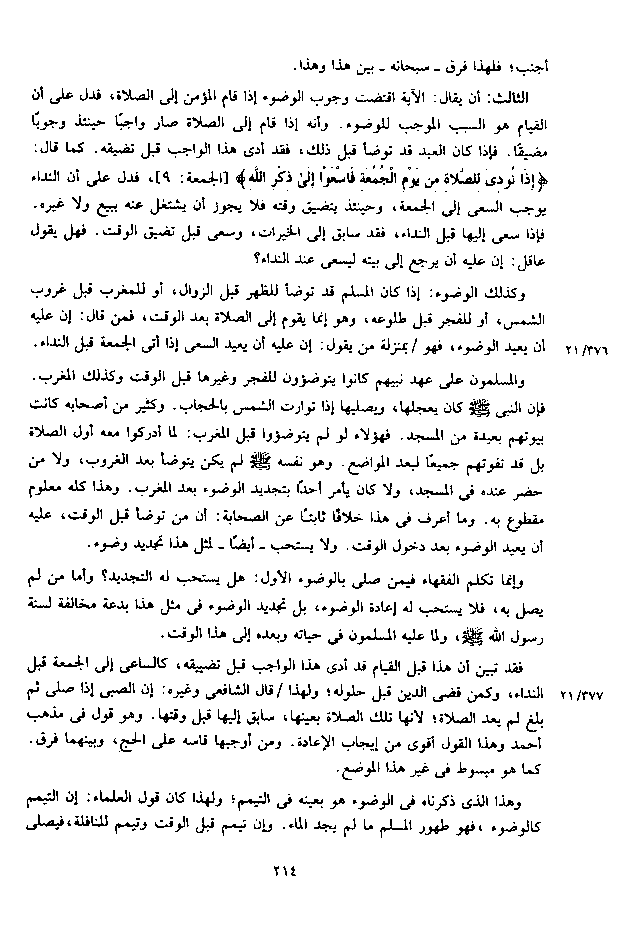 أجنب؛ فلهذا فرق ـ سبحانه ـ بين هذا وهذا.
الثالث: أن يقال: الآية اقتضت وجوب الوضوء إذا قام المؤمن إلى الصلاة، فدل على أن
القيام هو السبب الموجب للوضوء. وأنه إذا قام إلى الصلاة صار واجبًا حينئذ وجوبًا
مضيقًا. فإذا كان العبد قد توضأ قبل ذلك، فقد أدى هذا الواجب قبل تضيقه. كما قال:
﴿إِذَا نُودِيَ لِلصَّلاةِ مِن يَوْمِ الْجُمُعَةِ فَاسْعَوْا إِلَىٰ ذِكْرِ اللَّهِ﴾ [الجمعة: ٩]، فدل على أن النداء
يوجب السعى إلى الجمعة، وحينئذ يتضيق وقته فلا يجوز أن يشتغل عنه ببيع ولا غيره.
فإذا سعى إليها قبل النداء، فقد سابق إلى الخيرات، وسعى قبل تضيق الوقت. فهل يقول
عاقل: إن عليه أن يرجع إلى بيته ليسعى عند النداء؟
وكذلك الوضوء: إذا كان المسلم قد توضأ للظهر قبل الزوال، أو للمغرب قبل غروب
الشمس، أو للفجر قبل طلوعه، وهو إنما يقوم إلى الصلاة بعد الوقت، فمن قال: إن عليه
٢١/٣٧٦ أن يعيد الوضوء، فهو /بمنزلة من يقول: إن عليه أن يعيد السعى إذا أتى الجمعة قبل النداء.
والمسلمون على عهد نبيهم كانوا يتوضؤون للفجر وغيرها قبل الوقت وكذلك المغرب.
فإن النبى ﷺ كان يعجلها، ويصليها إذا توارت الشمس بالحجاب. وكثير من أصحابه كانت
بيوتهم بعيدة من المسجد. فهؤلاء لو لم يتوضؤوا قبل المغرب: لما أدركوا معه أول الصلاة
بل قد تفوتهم جميعًا لبعد المواضع. وهو نفسه ﷺ لم يكن يتوضأ بعد الغروب، ولا من
حضر عنده فى المسجد، ولا كان يأمر أحدًا بتجديد الوضوء بعد المغرب. وهذا كله معلوم
مقطوع به. وما أعرف فى هذا خلافًا ثابتًا عن الصحابة: أن من توضأ قبل الوقت، عليه
أن يعيد الوضوء بعد دخول الوقت. ولا يستحب ـ أيضًا ـ لمثل هذا تجديد وضوء.
وإنما تكلم الفقهاء فيمن صلى بالوضوء الأول: هل يستحب له التجديد؟ وأما من لم
يصل به، فلا يستحب له إعادة الوضوء، بل تجديد الوضوء فى مثل هذا بدعة مخالفة لسنة
رسول الله ﷺ، ولما عليه المسلمون فى حياته وبعده إلى هذا الوقت.
فقد تبين أن هذا قبل القيام قد أدى هذا الواجب قبل تضييقه، كالساعى إلى الجمعة قبل
٢١/٣٧٧ النداء، وكمن قضى الدين قبل حلوله؛ ولهذا /قال الشافعى وغيره: إن الصبى إذا صلى ثم
بلغ لم يعد الصلاة؛ لأنها تلك الصلاة بعينها، سابق إليها قبل وقتها. وهو قول فى مذهب
أحمد وهذا القول أقوى من إيجاب الإعادة. ومن أوجبها قاسه على الحج، وبينهما فرق.
كما هو مبسوط فى غير هذا الموضع.
وهذا الذى ذكرناه فى الوضوء هو بعينه فى التيمم؛ ولهذا كان قول العلماء: إن التيمم
كالوضوء ،فهو طهور المسلم ما لم يجد الماء. وإن تيمم قبل الوقت وتيمم للنافلة،فيصلى
٢١٤